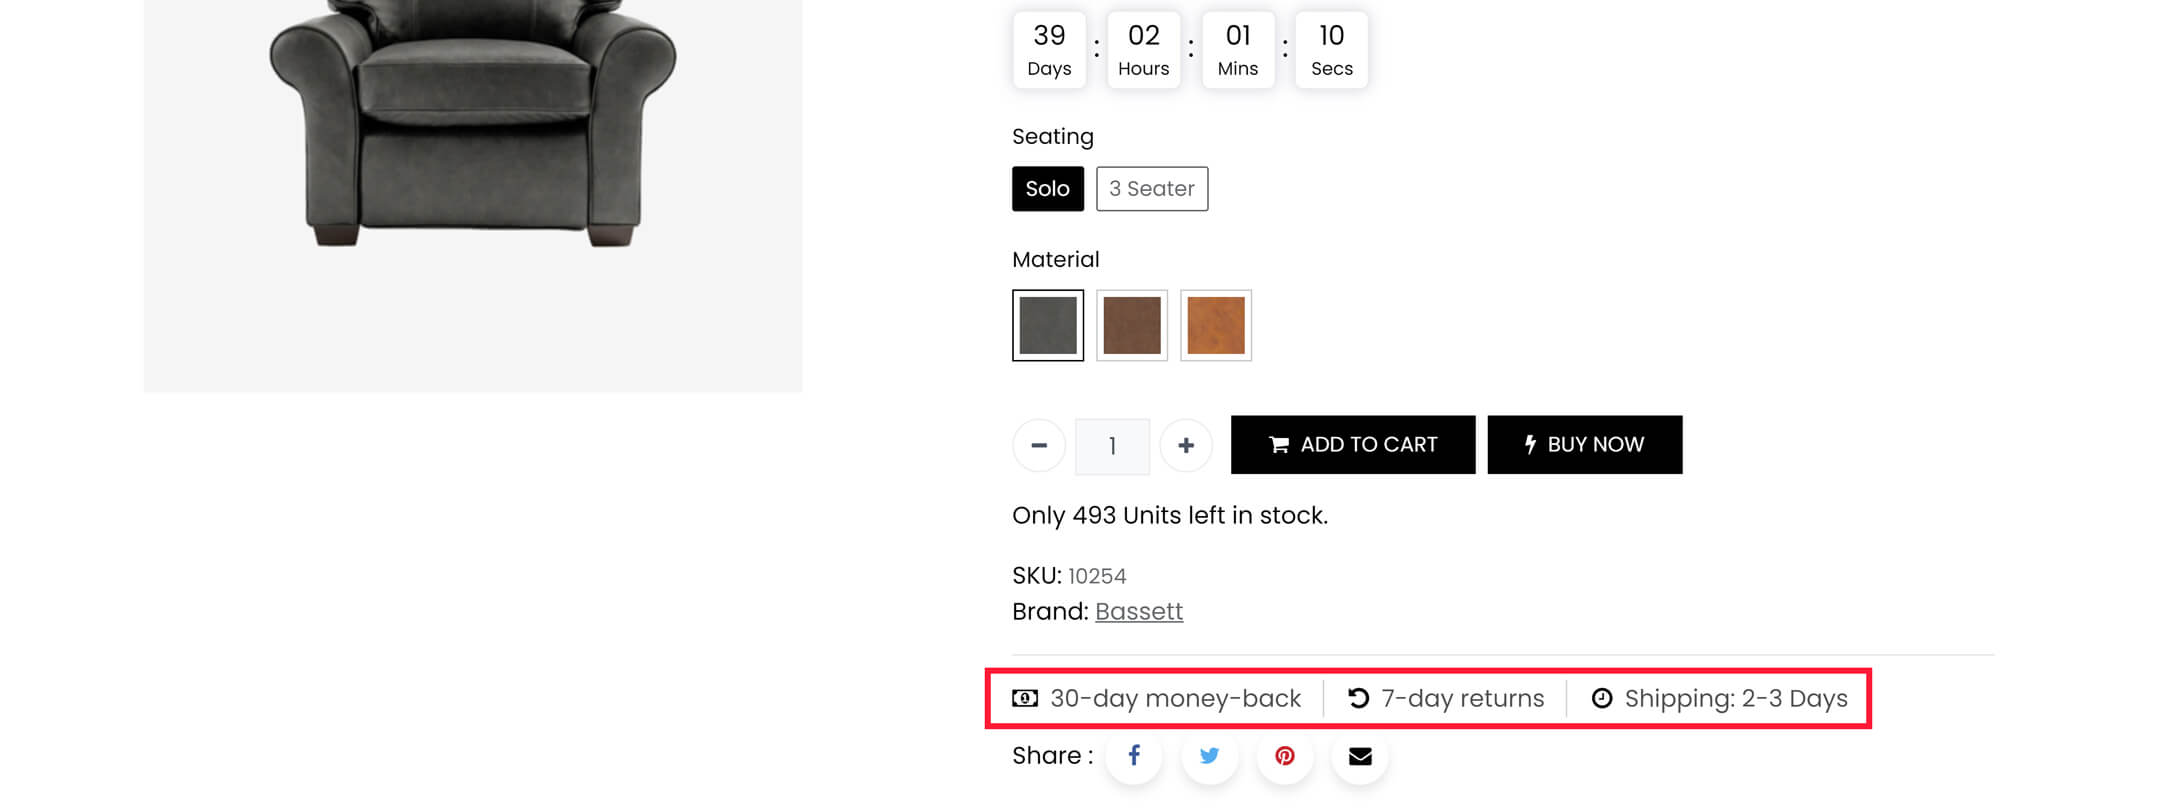 39 : 02 : 01 : 10
Days Hours Mins Secs
Seating
Solo 3 Seater
Material
1 ADD TO CART BUY NOW
Only 493 Units left in stock.
SKU: 10254
Brand: Bassett
30-day money-back 7-day returns Shipping: 2-3 Days
Share :